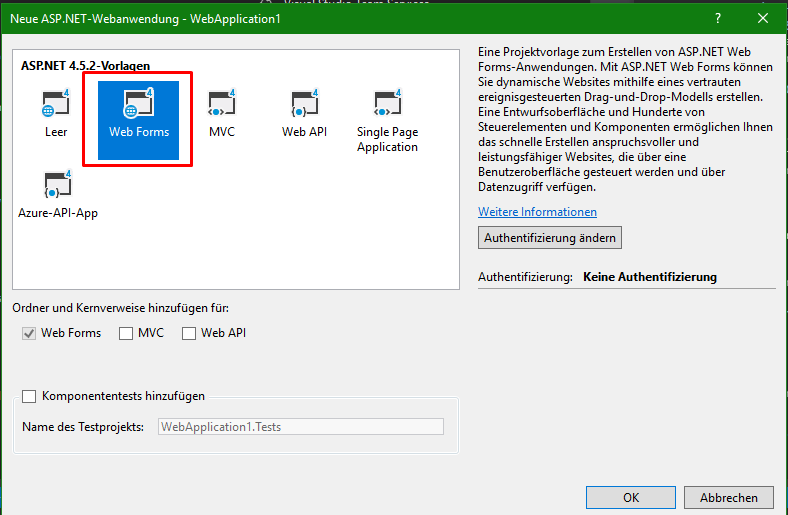 Neue ASP.NET-Webanwendung - WebApplication1
?
ASP.NET 4.5.2-Vorlagen
Leer
Web Forms
MVC
Web API
Single Page
Application
Azure-API-App
Eine Projektvorlage zum Erstellen von ASP.NET Web
Forms-Anwendungen. Mit ASP.NET Web Forms können
Sie dynamische Websites mithilfe eines vertrauten
ereignisgesteuerten Drag-und-Drop-Modells erstellen.
Eine Entwurfsoberfläche und Hunderte von
Steuerelementen und Komponenten ermöglichen Ihnen
das schnelle Erstellen anspruchsvoller und
leistungsfähiger Websites, die über eine
Benutzeroberfläche gesteuert werden und über
Datenzugriff verfügen.
Weitere Informationen
Authentifizierung ändern
Authentifizierung: Keine Authentifizierung
Ordner und Kernverweise hinzufügen für:
Web Forms MVC Web API
Komponententests hinzufügen
Name des Testprojekts: WebApplication1.Tests
OK Abbrechen